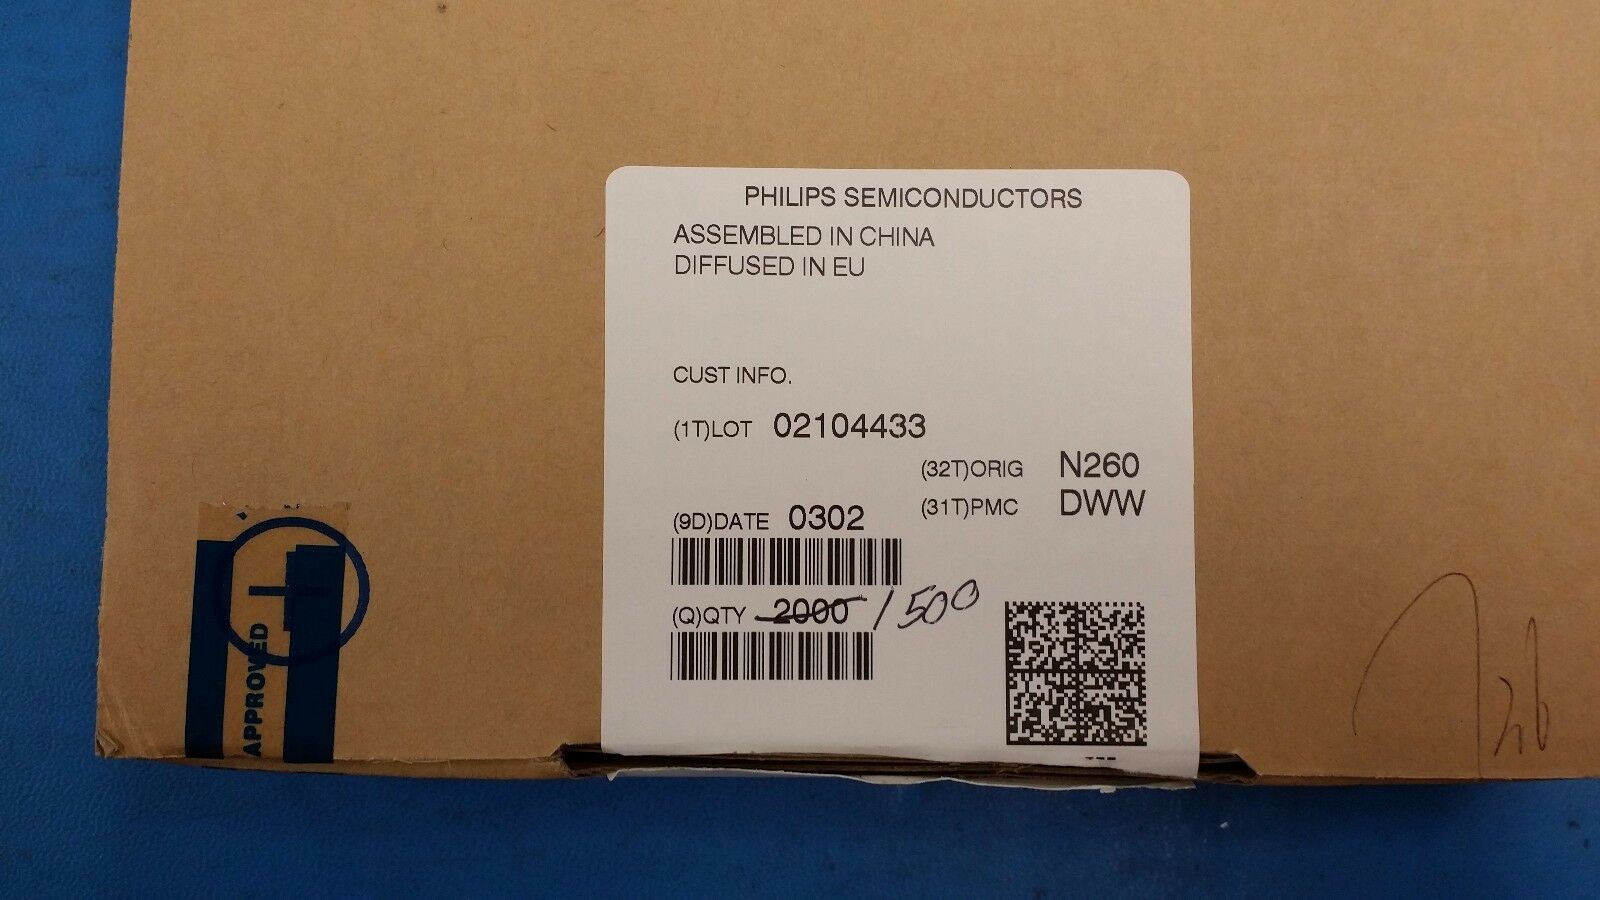 PHILIPS SEMICONDUCTORS
ASSEMBLED IN CHINA
DIFFUSED IN EU
CUST INFO.
(1T)LOT 02104433
(32T)ORIG N260
(31T)PMC DWW
(9D)DATE 0302
(Q)QTY 2000 1500
APPROVED